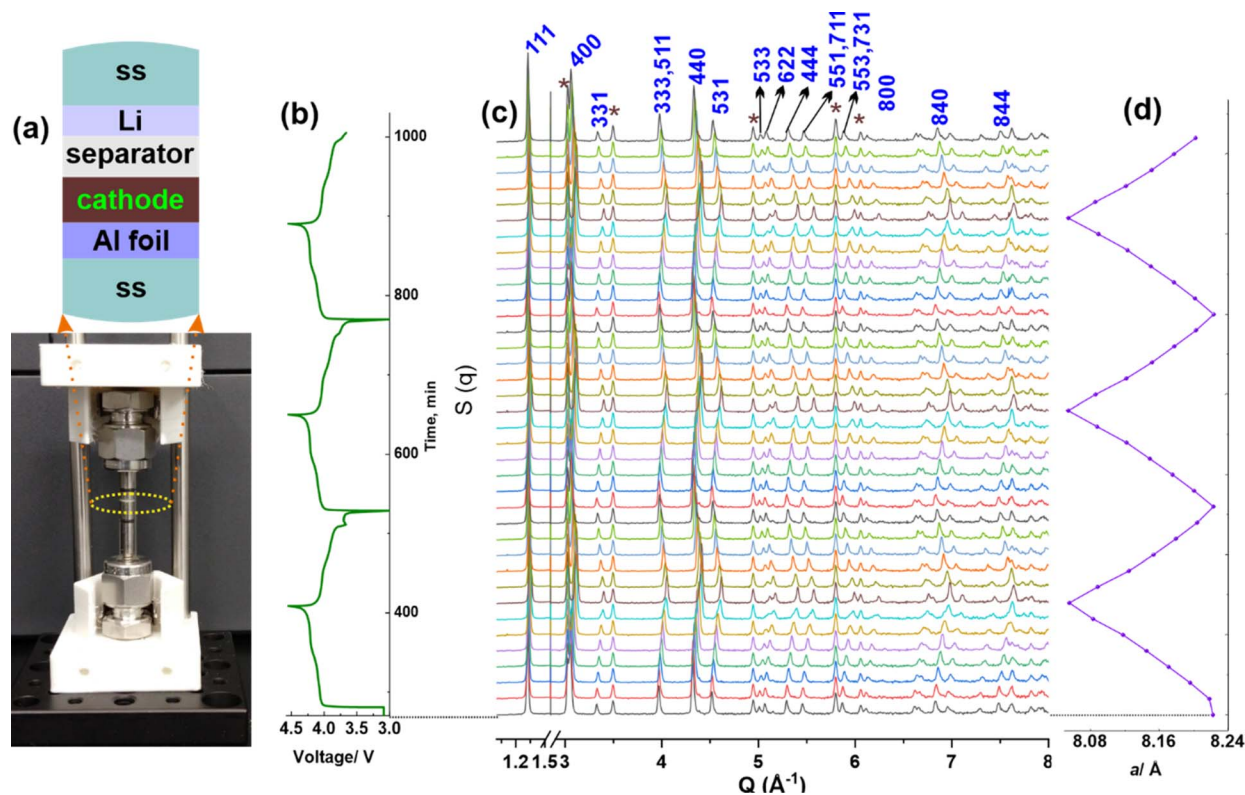 (a)
ss
Li
separator
cathode
Al foil
ss
(b)
1000
800
600
400
Time, min
4.5 4.0 3.5 3.0
Voltage/ V
(c)
111
*
400
331
*
333,511
440
531
*
533
622
444
551,711
*
553,731
*
800
840
844
S (q)
1.2 1.5 3 4 5 6 7 8
Q (Å⁻¹)
(d)
8.08 8.16 8.24
a/ Å